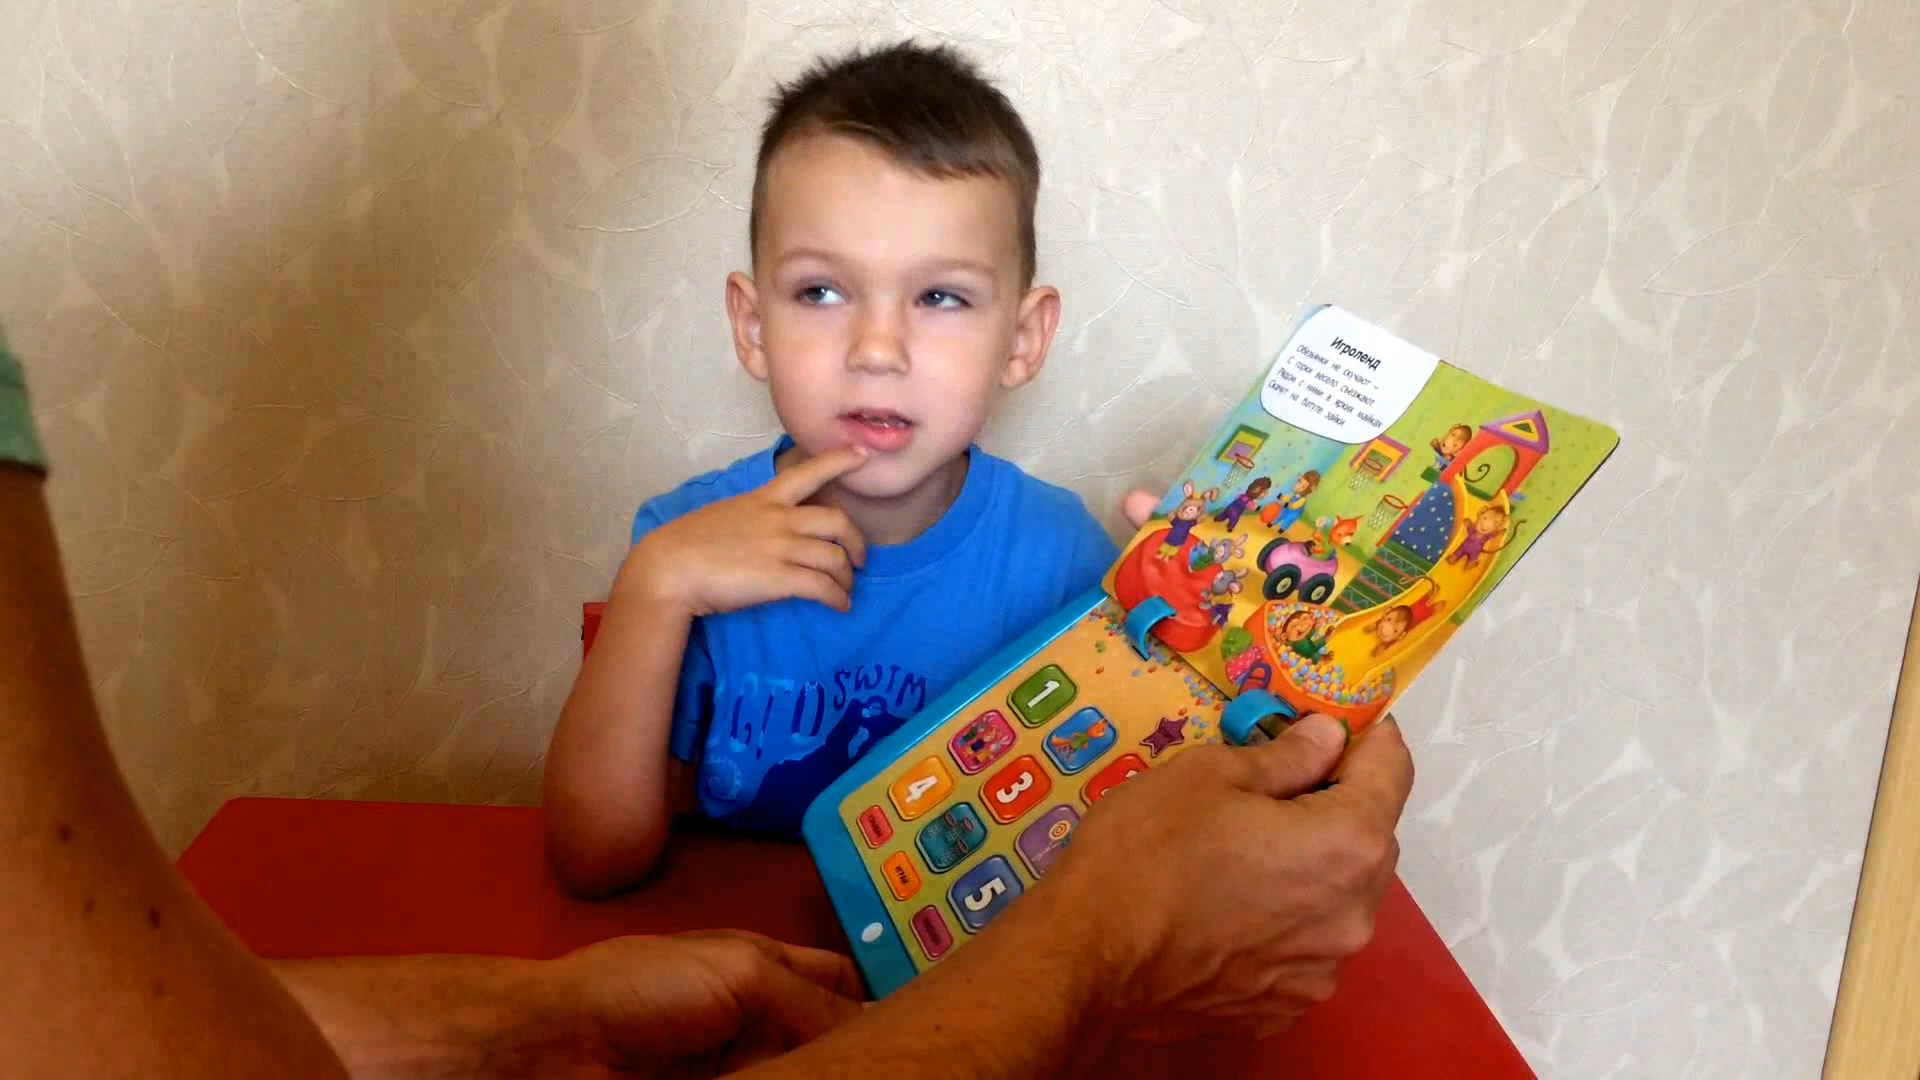 Игроленд
Обезьянки не скучают –
С горки весело съезжают.
Рядом с ними в ярких майках
Скачут на батуте зайки.
SWIM
1
4
3
5